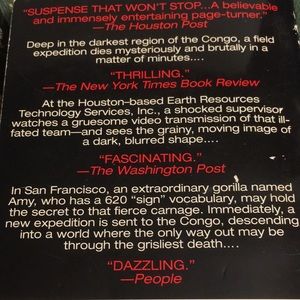 "SUSPENSE THAT WON'T STOP...A believable
and immensely entertaining page-turner."
—The Houston Post
Deep in the darkest region of the Congo, a field
expedition dies mysteriously and brutally in a
matter of minutes....
"THRILLING."
—The New York Times Book Review
At the Houston-based Earth Resources
Technology Services, Inc., a shocked supervisor
watches a gruesome video transmission of that ill-
fated team—and sees the grainy, moving image of
a dark, blurred shape....
"FASCINATING."
—The Washington Post
In San Francisco, an extraordinary gorilla named
Amy, who has a 620 "sign" vocabulary, may hold
the secret to that fierce carnage. Immediately, a
new expedition is sent to the Congo, descending
into a world where the only way out may be
through the grisliest death....
"DAZZLING."
—People